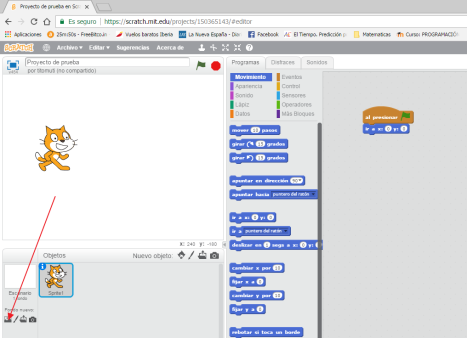 Proyecto de prueba en Sc
Es seguro | https://scratch.mit.edu/projects/150365143/#editor
Aplicaciones 25m:50s - FreeBitco.in Vuelos baratos Iberia La Nueva España - Dia Facebook El Tiempo. Predicción p Matematicas Curso: PROGRAMACIÓ
Archivo Editar Sugerencias Acerca de
Proyecto de prueba
(no compartido)
Programas Disfraces Sonidos
Movimiento Eventos
Apariencia Control
Sonido Sensores
Lápiz Operadores
Datos Más Bloques
mover 10 pasos
girar 15 grados
girar 15 grados
apuntar en dirección 90
apuntar hacia puntero del ratón
ir a x: 0 y: 0
ir a puntero del ratón
deslizar en 1 segs a x: 0 y: 0
cambiar x por 10
fijar x a 0
cambiar y por 10
fijar y a 0
rebotar si toca un borde
al presionar
ir a x: 0 y: 0
X: 240 Y: -180
Objetos Nuevo objeto:
Escenario
1 fondo
Fondo nuevo
Sprite1